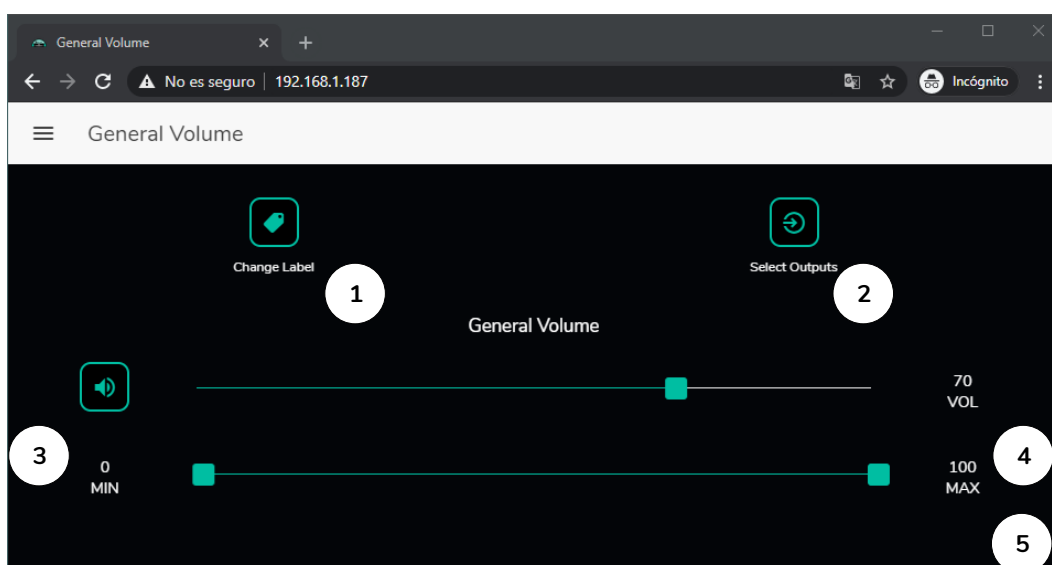 General Volume
No es seguro | 192.168.1.187
Incógnito
General Volume
Change Label
Select Outputs
1
2
General Volume
70
VOL
3
4
0
MIN
100
MAX
5